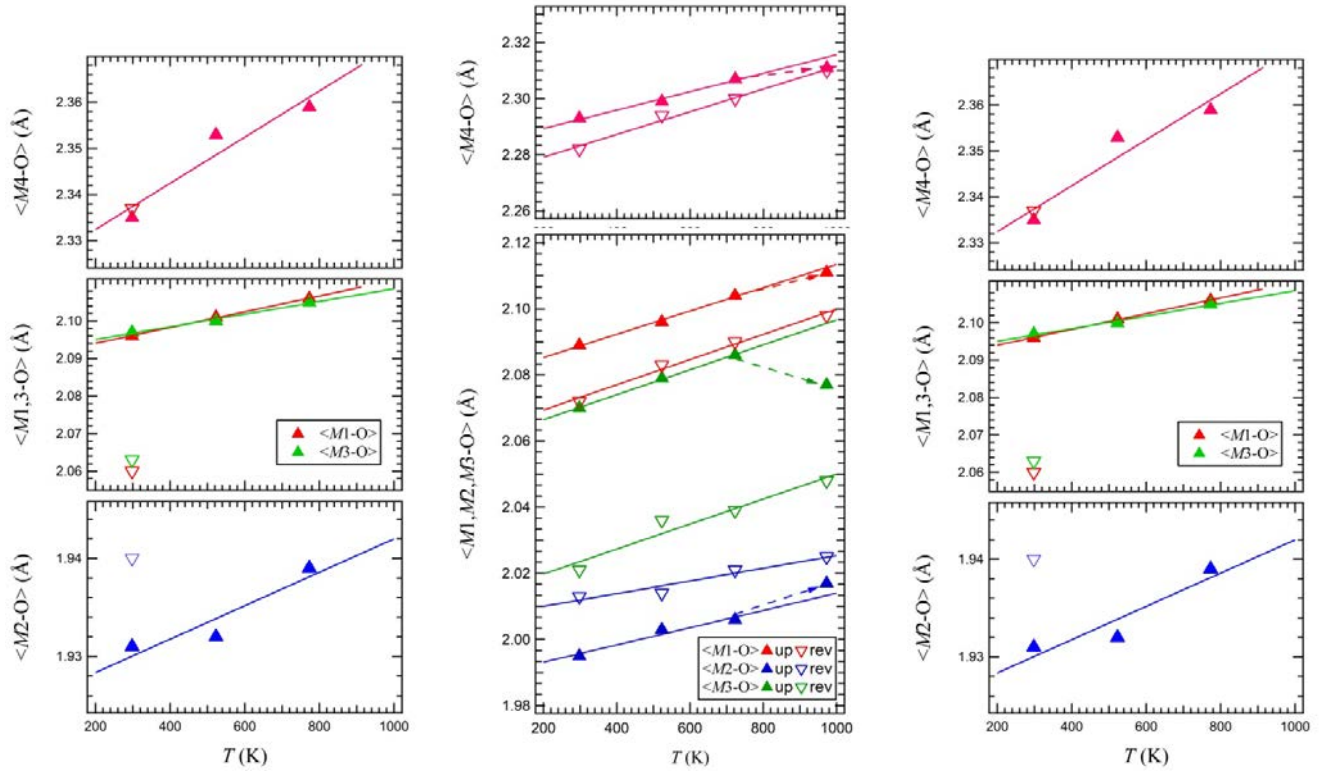 <M4-O> (Å)
2.36
2.35
2.34
2.33
<M1,3-O> (Å)
2.10
2.09
2.08
2.07
2.06
<M1-O>
<M3-O>
<M2-O> (Å)
1.94
1.93
200 400 600 800 1000
T (K)
<M4-O> (Å)
2.32
2.30
2.28
2.26
<M1,M2,M3-O> (Å)
2.12
2.10
2.08
2.06
2.04
2.02
2.00
1.98
<M1-O> up rev
<M2-O> up rev
<M3-O> up rev
200 400 600 800 1000
T (K)
<M4-O> (Å)
2.36
2.35
2.34
2.33
<M1,3-O> (Å)
2.10
2.09
2.08
2.07
2.06
<M1-O>
<M3-O>
<M2-O> (Å)
1.94
1.93
200 400 600 800 1000
T (K)